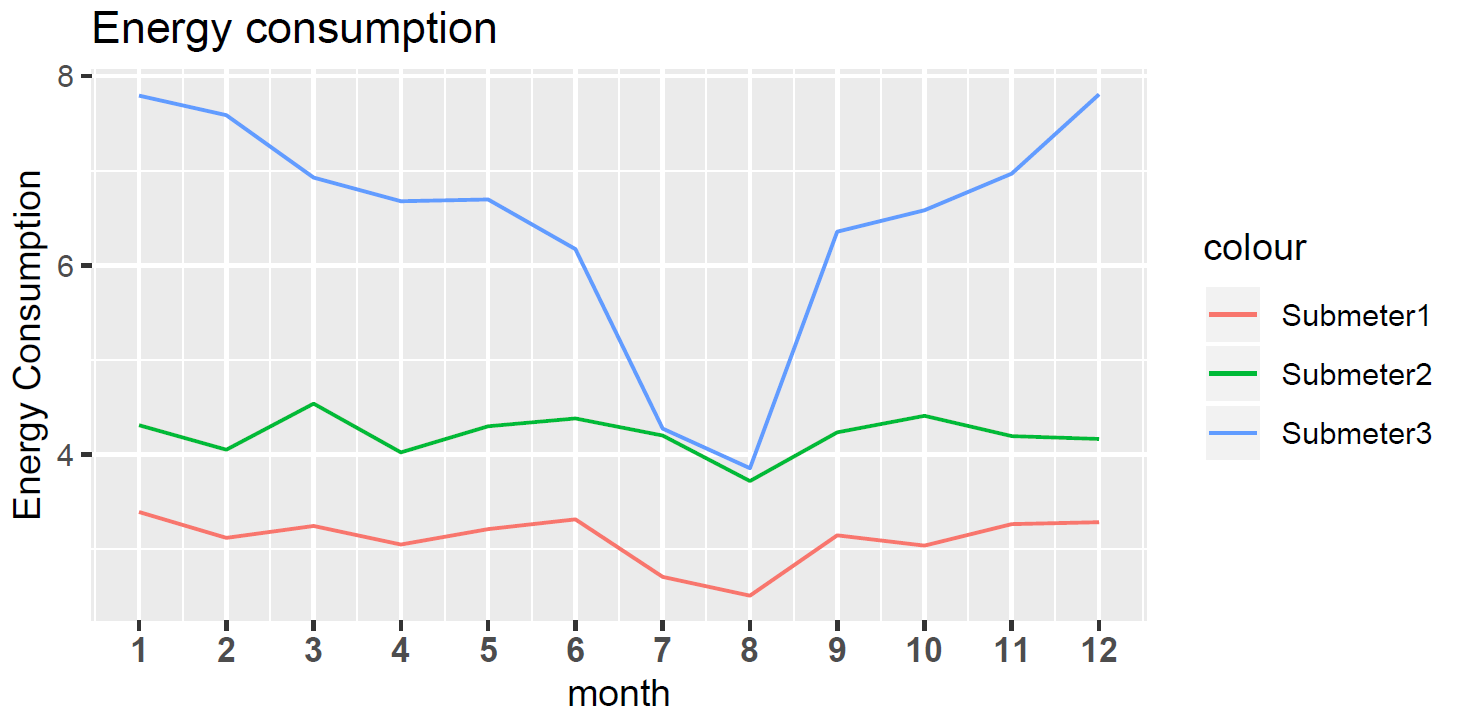 Energy consumption
Energy Consumption
8
6
4
1 2 3 4 5 6 7 8 9 10 11 12
month
colour
Submeter1
Submeter2
Submeter3